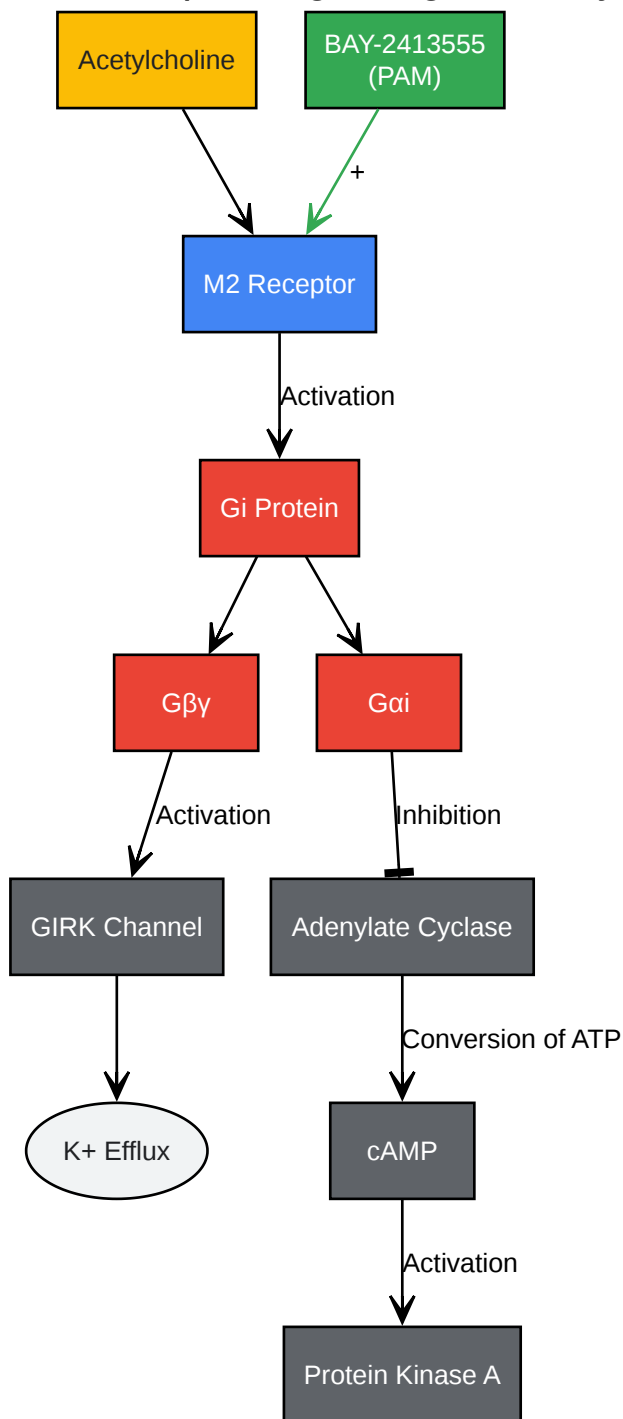 Acetylcholine
BAY-2413555
(PAM)
+
M2 Receptor
Activation
Gi Protein
Gβγ
Gαi
Activation
Inhibition
GIRK Channel
Adenylate Cyclase
Conversion of ATP
K+ Efflux
cAMP
Activation
Protein Kinase A